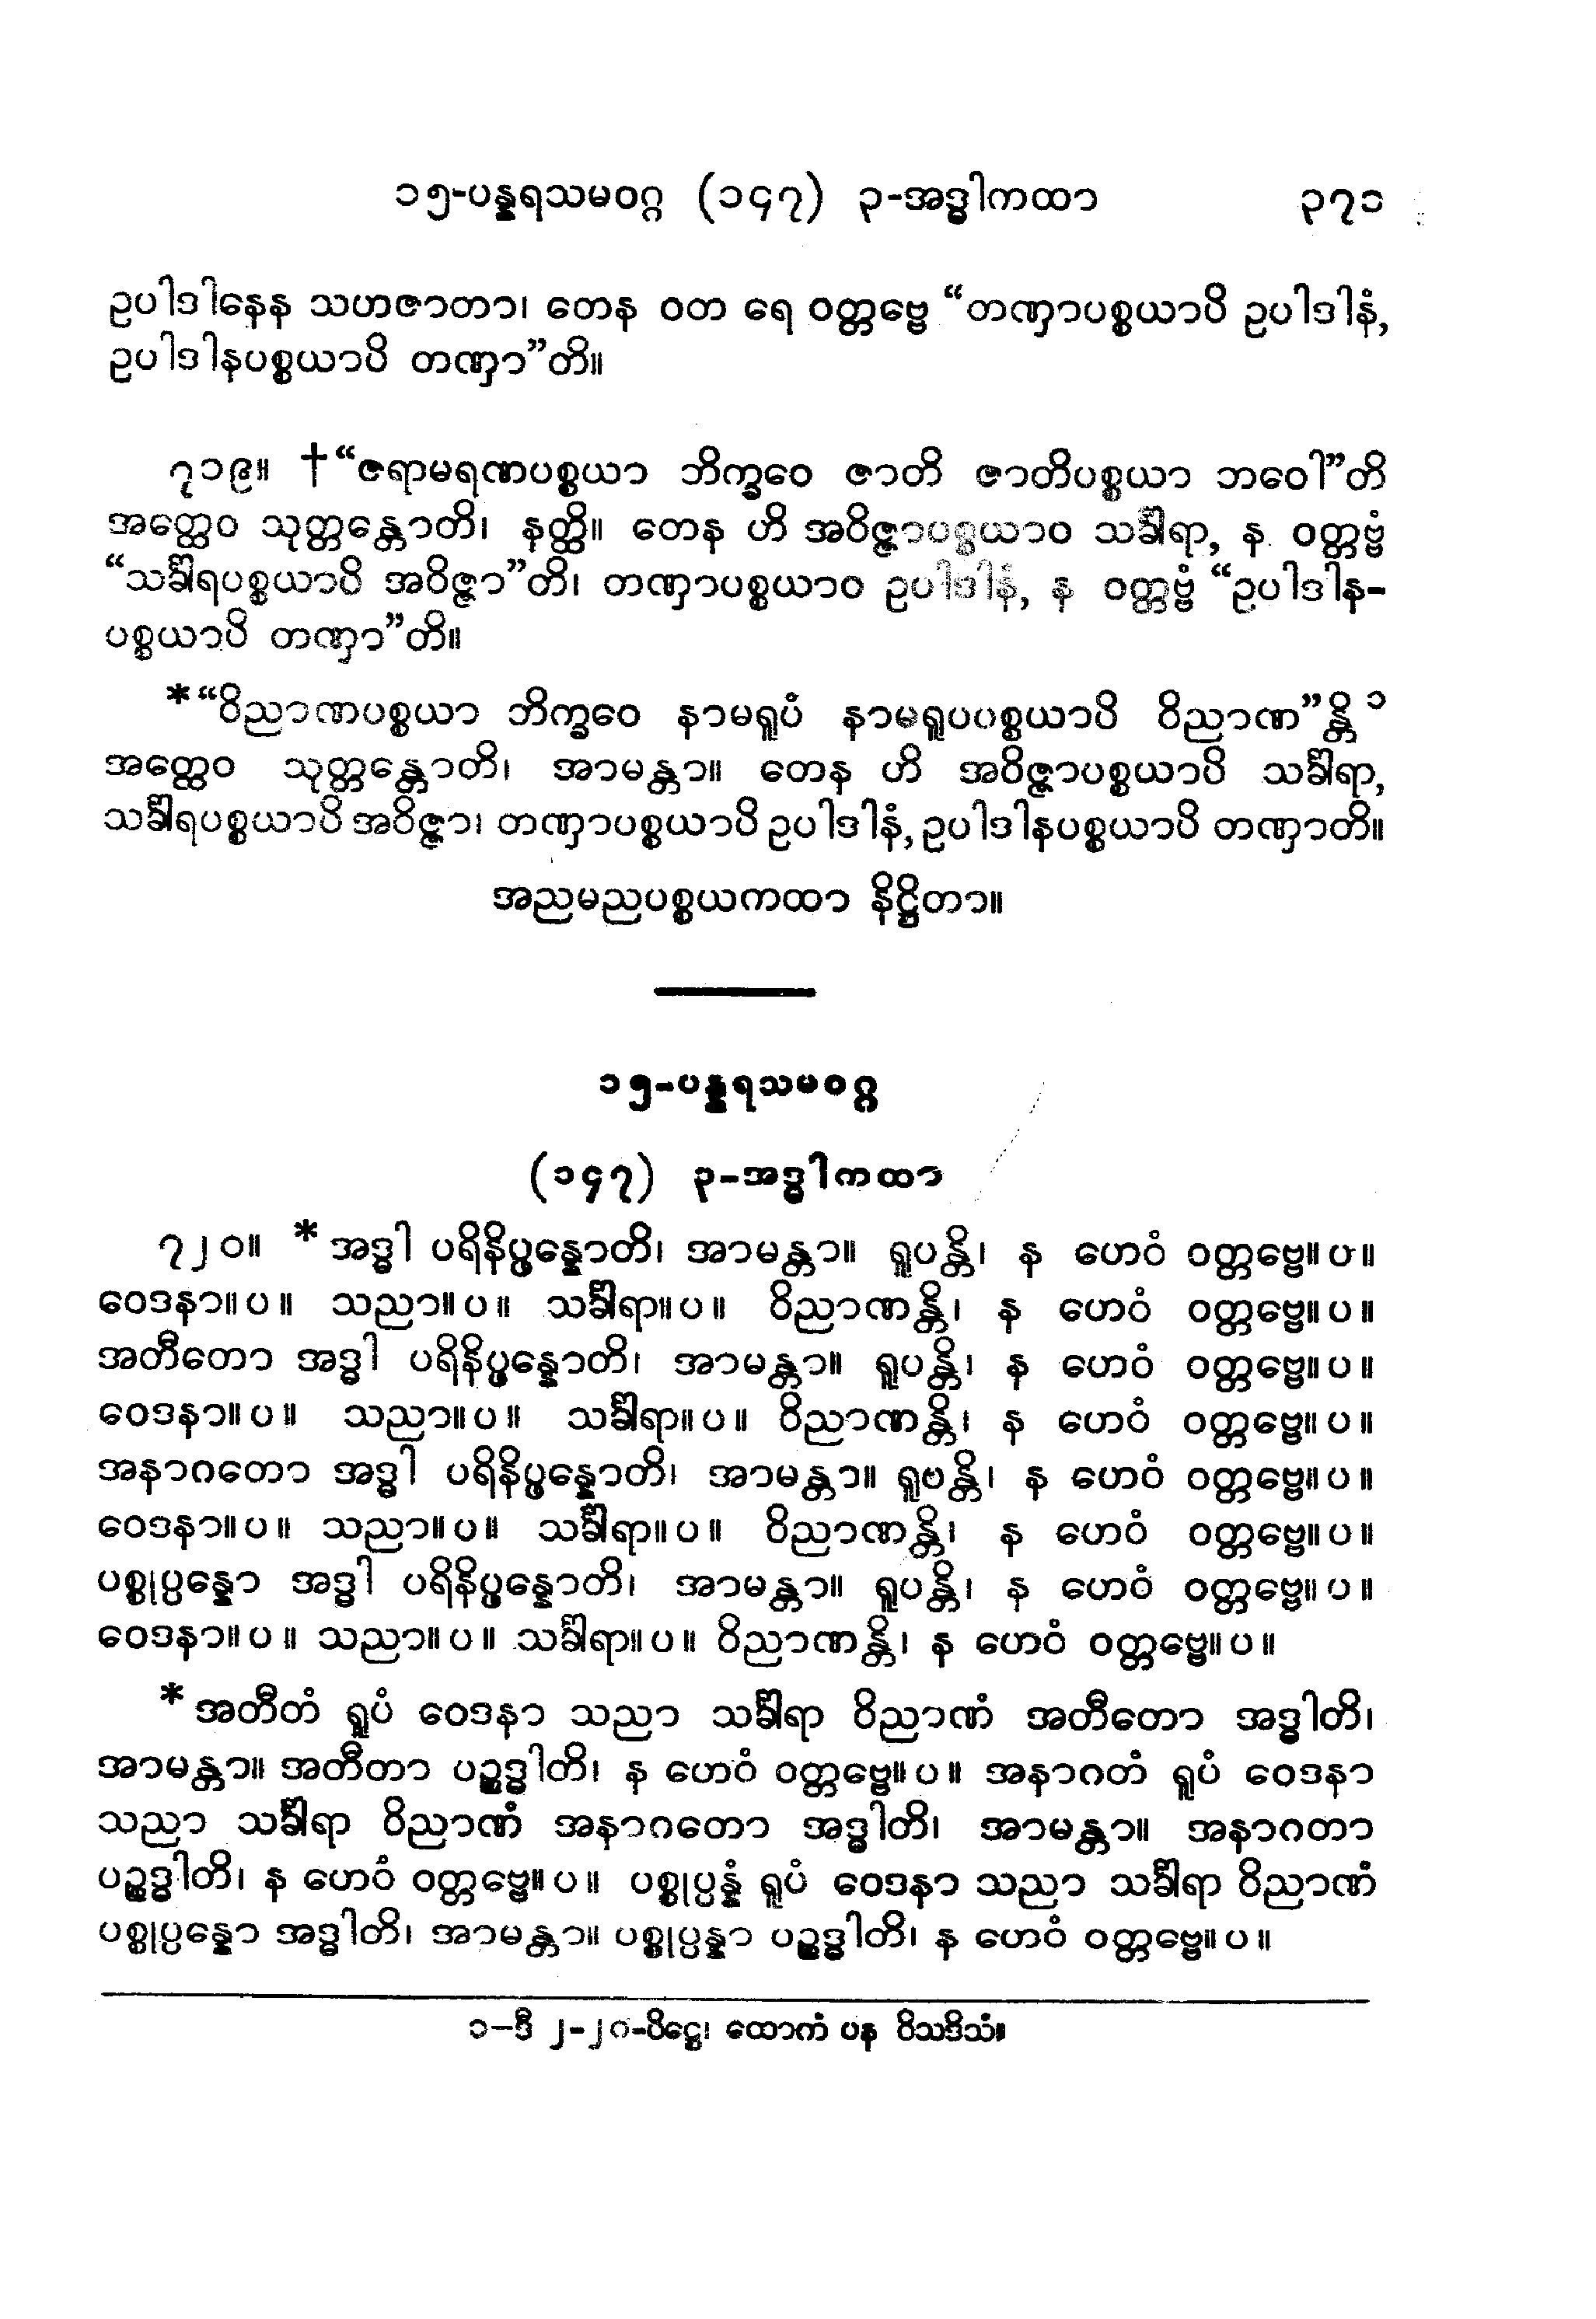 ၁၅-ပန္နရသမဝဂ္ဂ (၁၄၇) ၃-အဒ္ဓါကထာ ၃၇၁
ဥပါဒါနေန သဟဇာတာ၊ တေန ဝတ ရေ ဝတ္တဗ္ဗေ “တဏှာပစ္စယာပိ ဥပါဒါနံ,
ဥပါဒါနပစ္စယာပိ တဏှာ”တိ။
၇၁၉။ †“ဇရာမရဏပစ္စယာ ဘိက္ခဝေ ဇာတိ ဇာတိပစ္စယာ ဘဝေါ”တိ
အတ္ထေဝ သုတ္တန္တောတိ၊ နတ္ထိ။ တေန ဟိ အဝိဇ္ဇာပစ္စယာဝ သင်္ခါရာ, န ဝတ္တဗ္ဗံ
“သင်္ခါရပစ္စယာပိ အဝိဇ္ဇာ”တိ၊ တဏှာပစ္စယာဝ ဥပါဒါနံ, န ဝတ္တဗ္ဗံ “ဥပါဒါန-
ပစ္စယာပိ တဏှာ”တိ။
*“ဝိညာဏပစ္စယာ ဘိက္ခဝေ နာမရူပံ နာမရူပပစ္စယာပိ ဝိညာဏ”န္တိ ၁
အတ္ထေဝ သုတ္တန္တောတိ၊ အာမန္တာ။ တေန ဟိ အဝိဇ္ဇာပစ္စယာပိ သင်္ခါရာ,
သင်္ခါရပစ္စယာပိ အဝိဇ္ဇာ၊ တဏှာပစ္စယာပိ ဥပါဒါနံ, ဥပါဒါနပစ္စယာပိ တဏှာတိ။
အညမညပစ္စယကထာ နိဋ္ဌိတာ။
၁၅-ပန္နရသမဝဂ္ဂ
(၁၄၇) ၃-အဒ္ဓါကထာ
၇၂၀။ * အဒ္ဓါ ပရိနိပ္ဖန္နောတိ၊ အာမန္တာ။ ရူပန္တိ၊ န ဟေဝံ ဝတ္တဗ္ဗေ။ပ။
ဝေဒနာ။ပ။ သညာ။ပ။ သင်္ခါရာ။ပ။ ဝိညာဏန္တိ၊ န ဟေဝံ ဝတ္တဗ္ဗေ။ပ။
အတီတော အဒ္ဓါ ပရိနိပ္ဖန္နောတိ၊ အာမန္တာ။ ရူပန္တိ၊ န ဟေဝံ ဝတ္တဗ္ဗေ။ပ။
ဝေဒနာ။ပ။ သညာ။ပ။ သင်္ခါရာ။ပ။ ဝိညာဏန္တိ၊ န ဟေဝံ ဝတ္တဗ္ဗေ။ပ။
အနာဂတော အဒ္ဓါ ပရိနိပ္ဖန္နောတိ၊ အာမန္တာ။ ရူပန္တိ၊ န ဟေဝံ ဝတ္တဗ္ဗေ။ပ။
ဝေဒနာ။ပ။ သညာ။ပ။ သင်္ခါရာ။ပ။ ဝိညာဏန္တိ၊ န ဟေဝံ ဝတ္တဗ္ဗေ။ပ။
ပစ္စုပ္ပန္နော အဒ္ဓါ ပရိနိပ္ဖန္နောတိ၊ အာမန္တာ။ ရူပန္တိ၊ န ဟေဝံ ဝတ္တဗ္ဗေ။ပ။
ဝေဒနာ။ပ။ သညာ။ပ။ သင်္ခါရာ။ပ။ ဝိညာဏန္တိ၊ န ဟေဝံ ဝတ္တဗ္ဗေ။ပ။
* အတီတံ ရူပံ ဝေဒနာ သညာ သင်္ခါရာ ဝိညာဏံ အတီတော အဒ္ဓါတိ၊
အာမန္တာ။ အတီတာ ပဉ္စဒ္ဓါတိ၊ န ဟေဝံ ဝတ္တဗ္ဗေ။ပ။ အနာဂတံ ရူပံ ဝေဒနာ
သညာ သင်္ခါရာ ဝိညာဏံ အနာဂတော အဒ္ဓါတိ၊ အာမန္တာ။ အနာဂတာ
ပဉ္စဒ္ဓါတိ၊ န ဟေဝံ ဝတ္တဗ္ဗေ။ပ။ ပစ္စုပ္ပန္နံ ရူပံ ဝေဒနာ သညာ သင်္ခါရာ ဝိညာဏံ
ပစ္စုပ္ပန္နော အဒ္ဓါတိ၊ အာမန္တာ။ ပစ္စုပ္ပန္နာ ပဉ္စဒ္ဓါတိ၊ န ဟေဝံ ဝတ္တဗ္ဗေ။ပ။
၁–ဒီ ၂-၂၈-ပိဋ္ဌေ၊ ထောကံ ပန ဝိသဒိသံ။